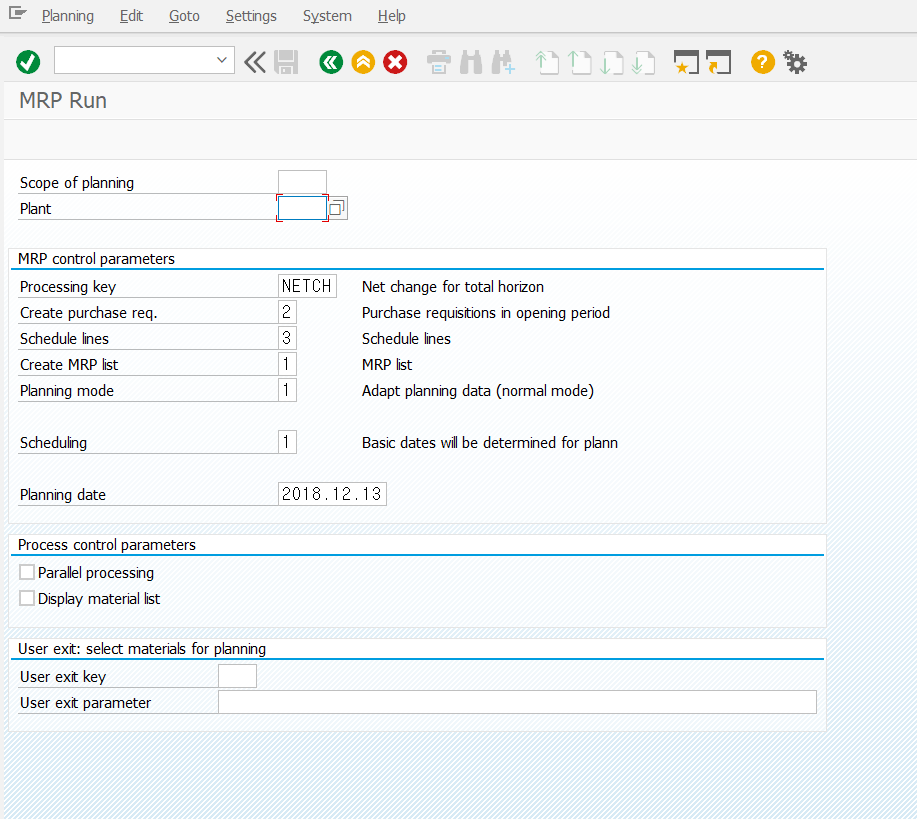 Planning Edit Goto Settings System Help
MRP Run
Scope of planning
Plant
MRP control parameters
Processing key NETCH Net change for total horizon
Create purchase req. 2 Purchase requisitions in opening period
Schedule lines 3 Schedule lines
Create MRP list 1 MRP list
Planning mode 1 Adapt planning data (normal mode)
Scheduling 1 Basic dates will be determined for plann
Planning date 2018.12.13
Process control parameters
Parallel processing
Display material list
User exit: select materials for planning
User exit key
User exit parameter